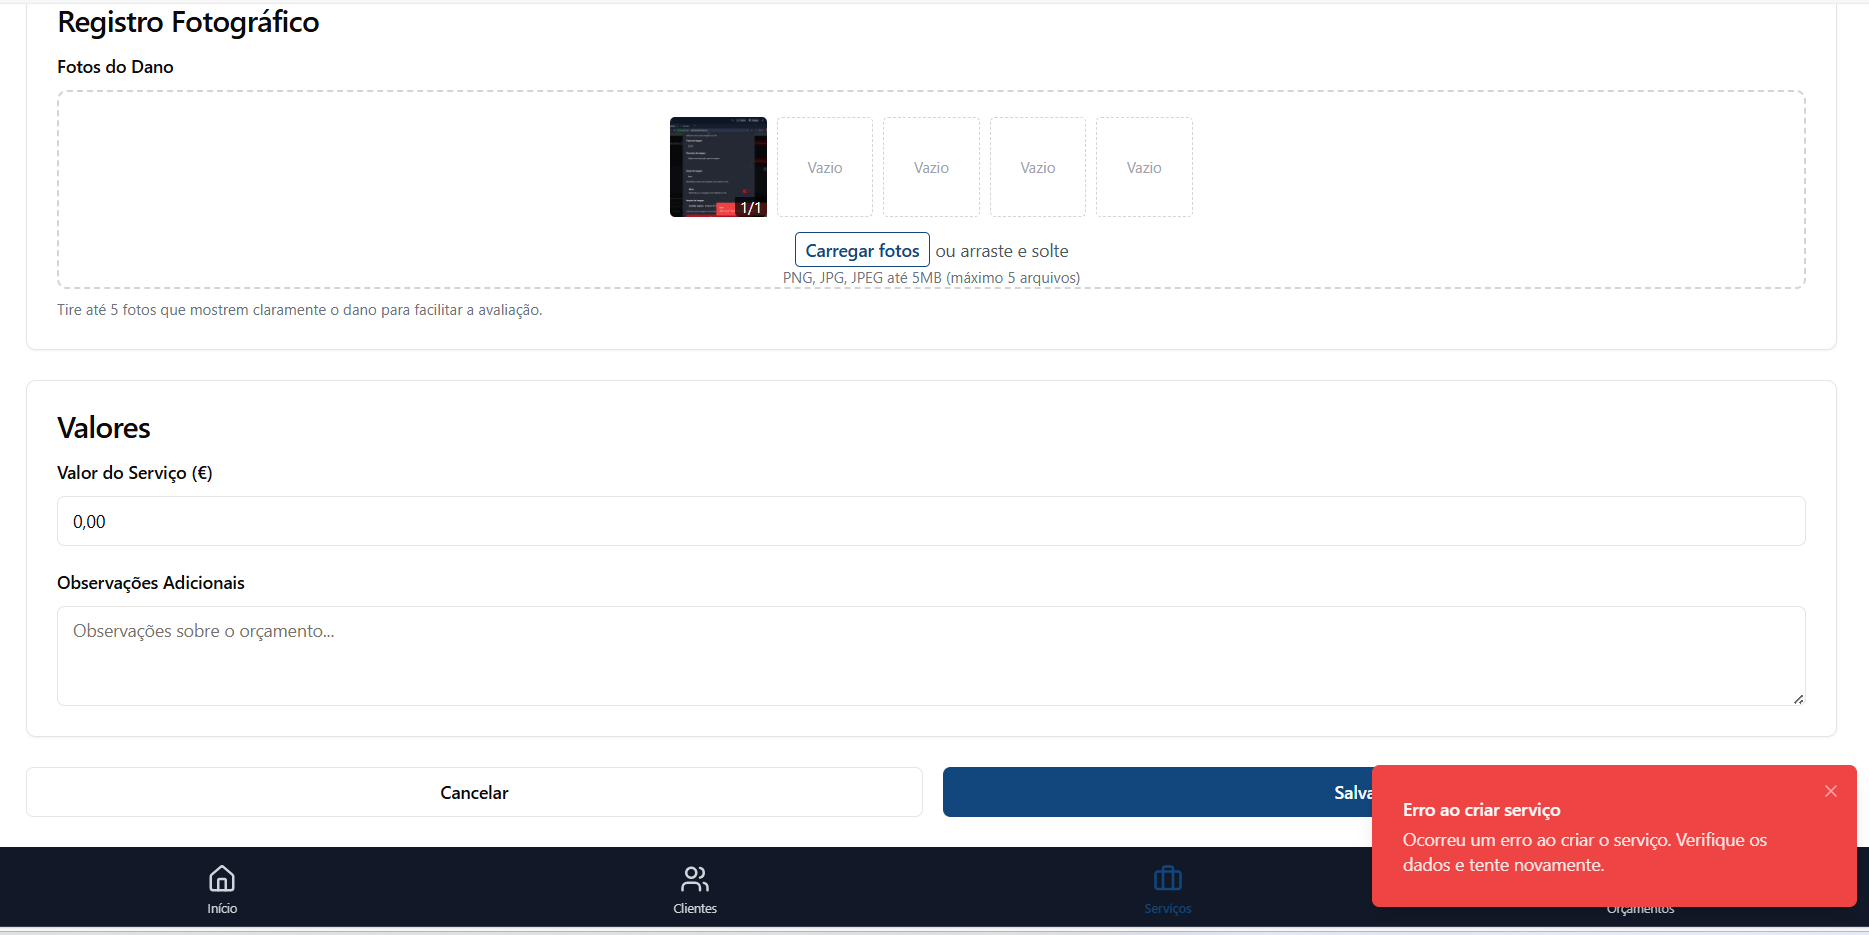 Registro Fotográfico
Fotos do Dano
1/1
Vazio
Vazio
Vazio
Vazio
Carregar fotos ou arraste e solte
PNG, JPG, JPEG até 5MB (máximo 5 arquivos)
Tire até 5 fotos que mostrem claramente o dano para facilitar a avaliação.
Valores
Valor do Serviço (€)
0,00
Observações Adicionais
Observações sobre o orçamento...
Cancelar
Salva
Erro ao criar serviço
Ocorreu um erro ao criar o serviço. Verifique os
dados e tente novamente.
Início
Clientes
Serviços
Orçamentos